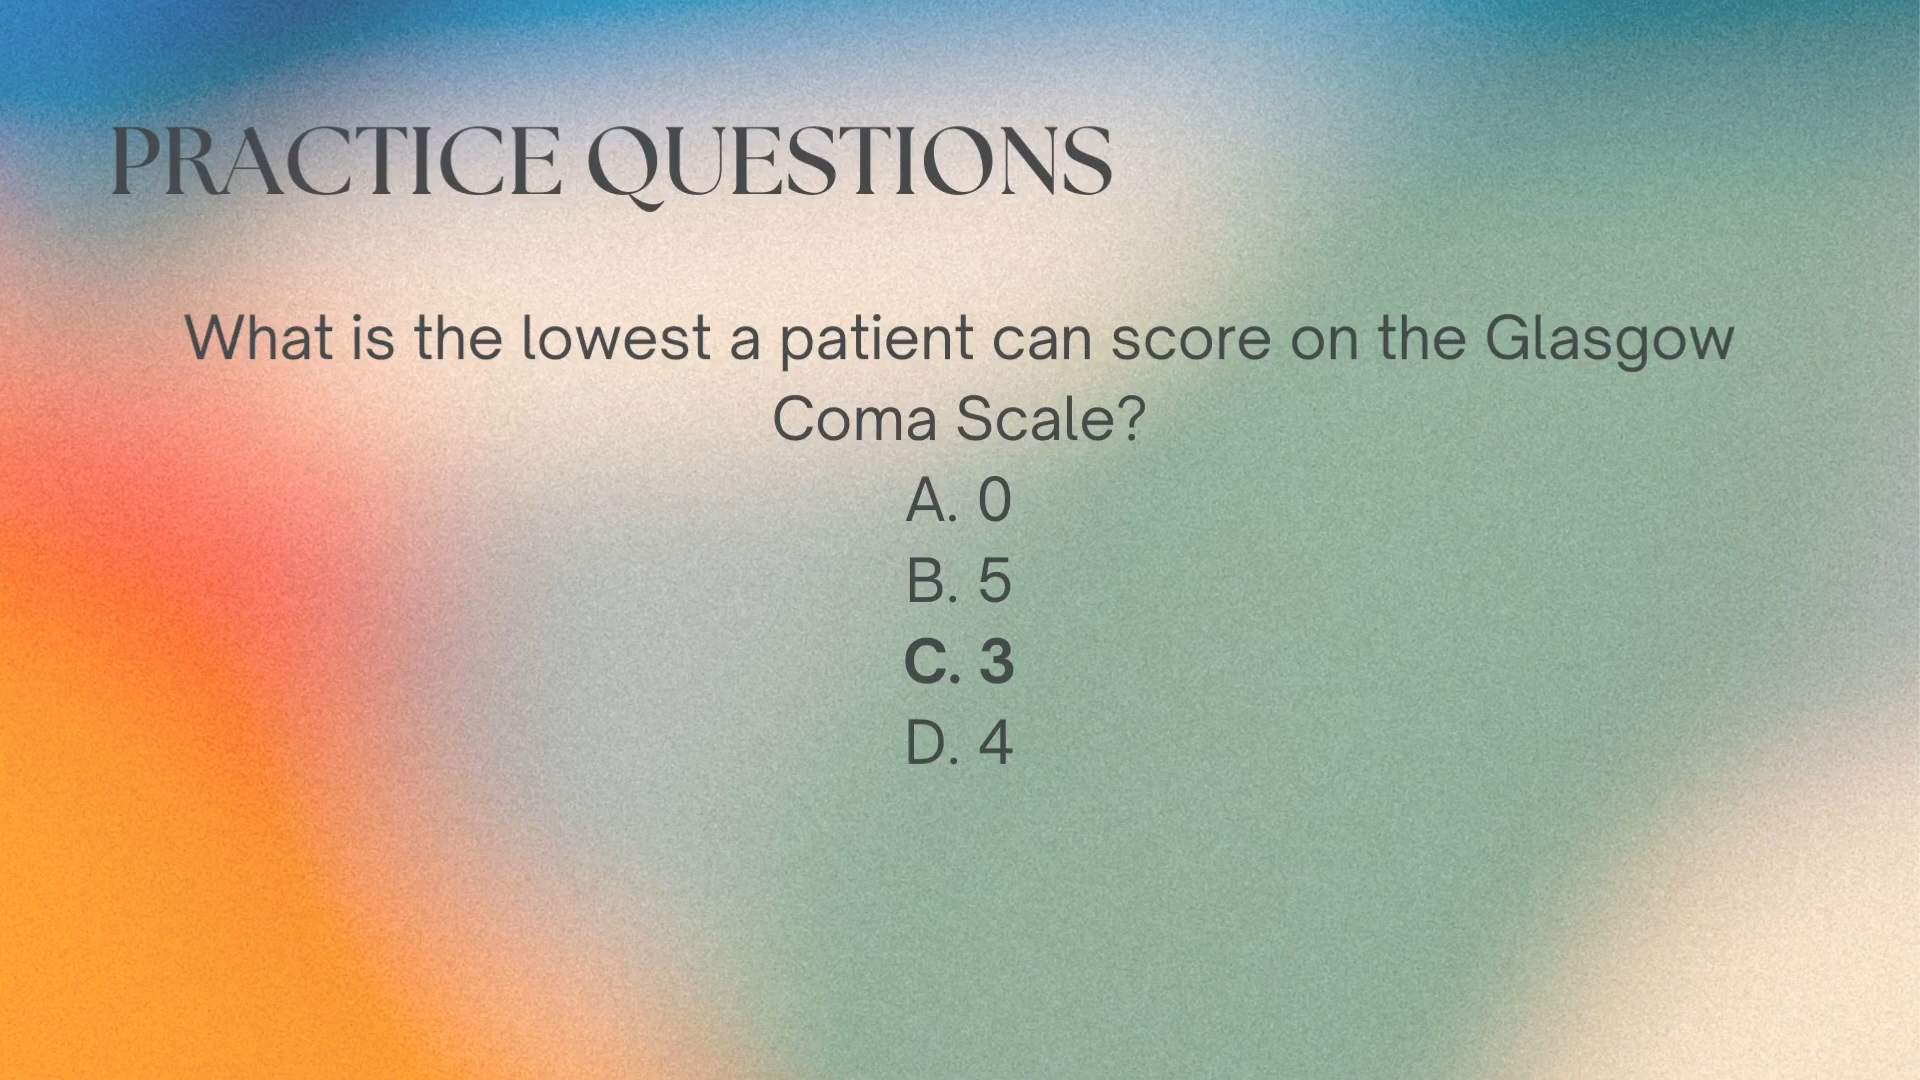 PRACTICE QUESTIONS
What is the lowest a patient can score on the Glasgow
Coma Scale?
A. 0
B. 5
C. 3
D. 4